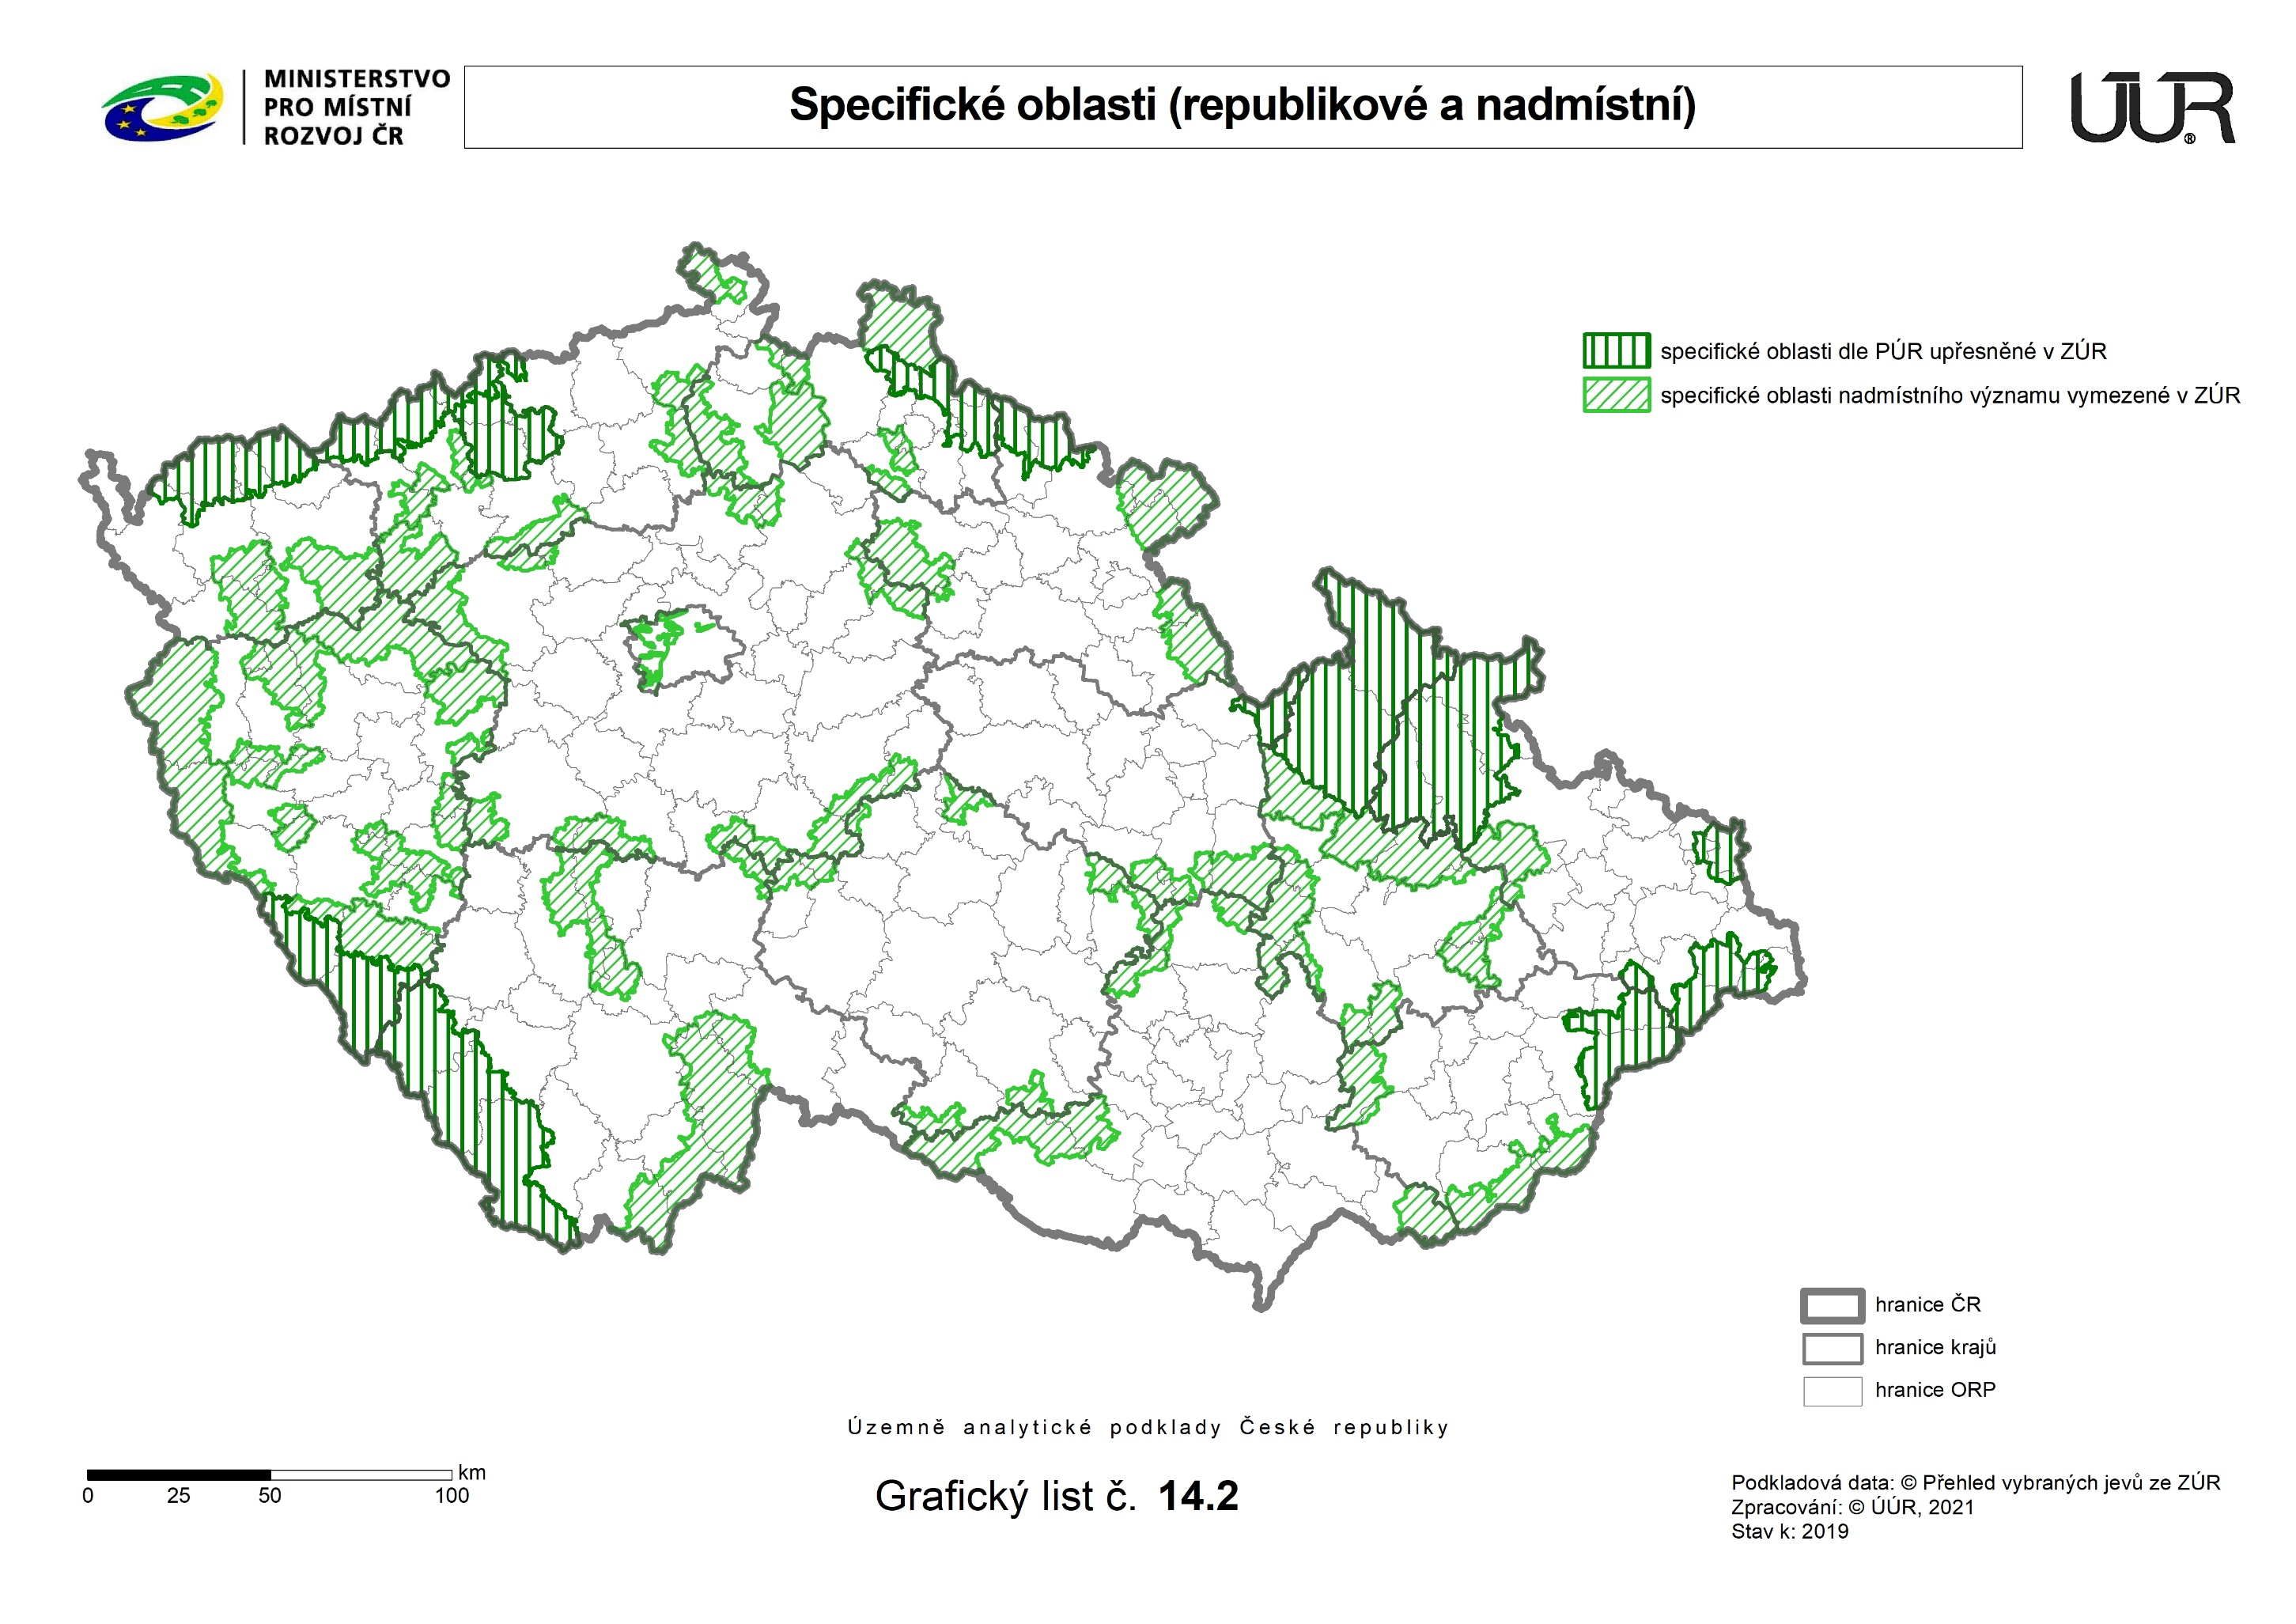 MINISTERSTVO
PRO MÍSTNÍ
ROZVOJ ČR
Specifické oblasti (republikové a nadmístní)
ÚÚR®
specifické oblasti dle PÚR upřesněné v ZÚR
specifické oblasti nadmístního významu vymezené v ZÚR
hranice ČR
hranice krajů
hranice ORP
Územně analytické podklady České republiky
km
0 25 50 100
Grafický list č. 14.2
Podkladová data: © Přehled vybraných jevů ze ZÚR
Zpracování: © ÚÚR, 2021
Stav k: 2019